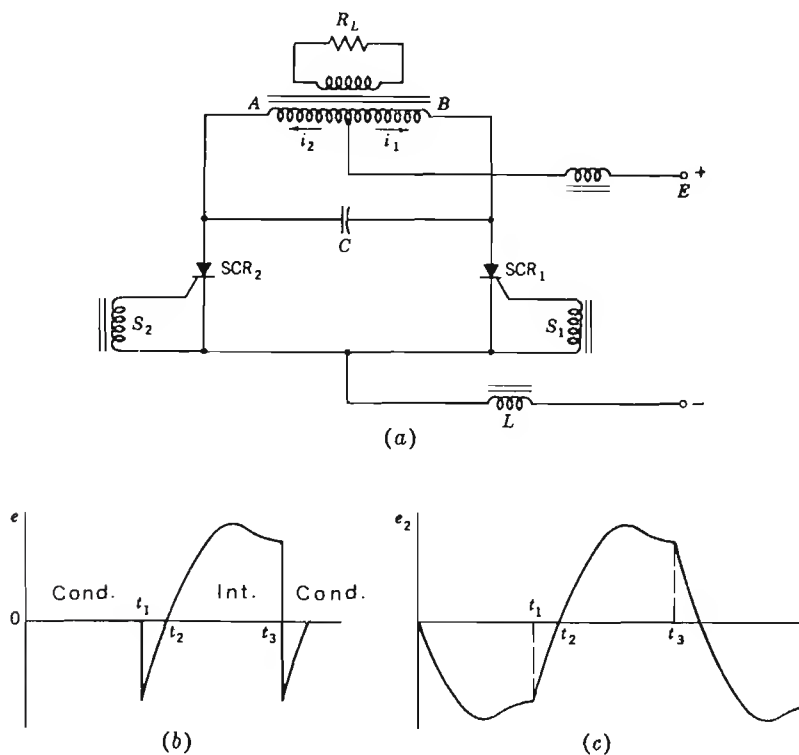 R_L
A B
i_2 i_1
+
E
C
SCR_2 SCR_1
S_2 S_1
L −
(a)
e
Cond. t_1 Int. Cond.
0 t_2 t_3
(b)
e_2
t_1
t_2 t_3
(c)